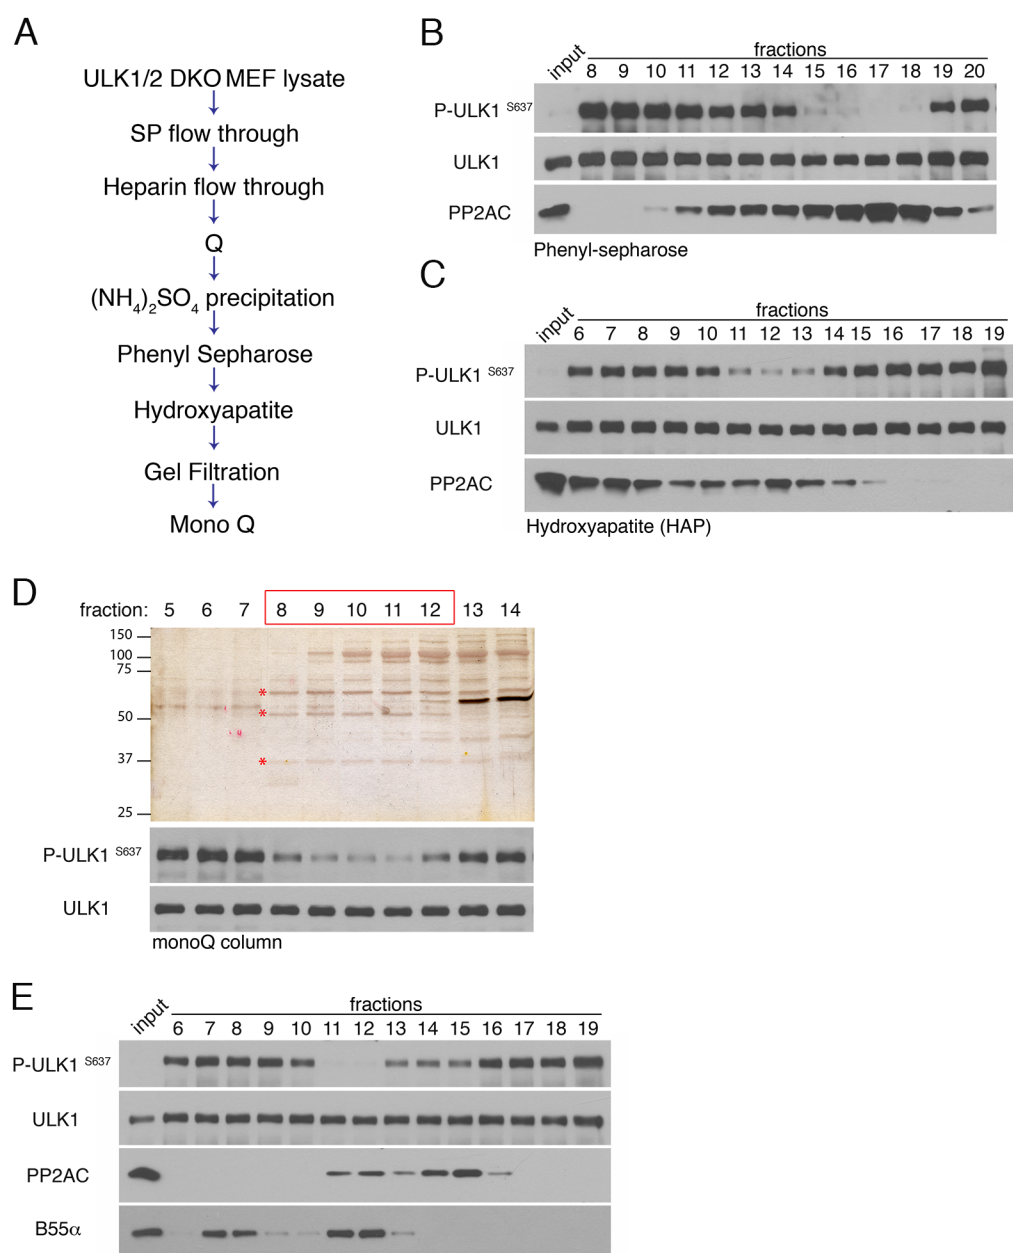 A
ULK1/2 DKO MEF lysate
SP flow through
Heparin flow through
Q
(NH4)2SO4 precipitation
Phenyl Sepharose
Hydroxyapatite
Gel Filtration
Mono Q
B
fractions
input 8 9 10 11 12 13 14 15 16 17 18 19 20
P-ULK1 S637
ULK1
PP2AC
Phenyl-sepharose
C
fractions
input 6 7 8 9 10 11 12 13 14 15 16 17 18 19
P-ULK1 S637
ULK1
PP2AC
Hydroxyapatite (HAP)
D
fraction: 5 6 7 8 9 10 11 12 13 14
150
100
75
*
*
50
*
37
25
P-ULK1 S637
ULK1
monoQ column
E
fractions
input 6 7 8 9 10 11 12 13 14 15 16 17 18 19
P-ULK1 S637
ULK1
PP2AC
B55α